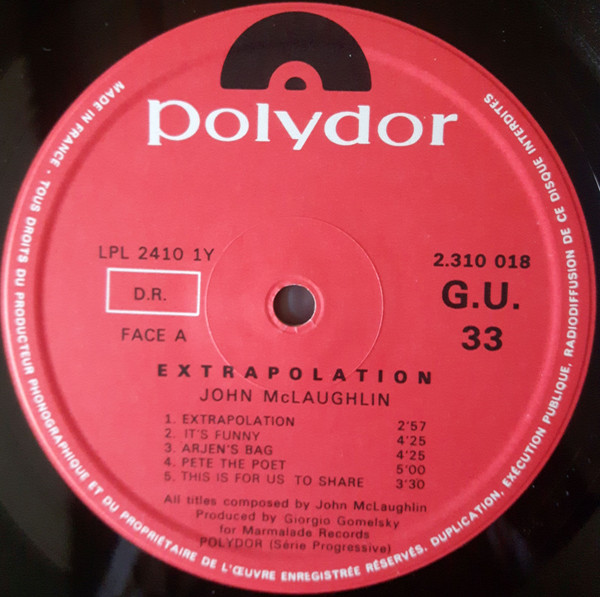 polydor
MADE IN FRANCE · TOUS DROITS DU PRODUCTEUR PHONOGRAPHIQUE ET DU PROPRIÉTAIRE DE L'ŒUVRE ENREGISTRÉE RÉSERVÉS. DUPLICATION, EXÉCUTION PUBLIQUE, RADIODIFFUSION DE CE DISQUE INTERDITES
LPL 2410 1Y
2.310 018
D.R.
G.U.
FACE A
33
EXTRAPOLATION
JOHN McLAUGHLIN
1. EXTRAPOLATION 2'57
2. IT'S FUNNY 4'25
3. ARJEN'S BAG 4'25
4. PETE THE POET 5'00
5. THIS IS FOR US TO SHARE 3'30
All titles composed by John McLaughlin
Produced by Giorgio Gomelsky
for Marmalade Records
POLYDOR (Série Progressive)